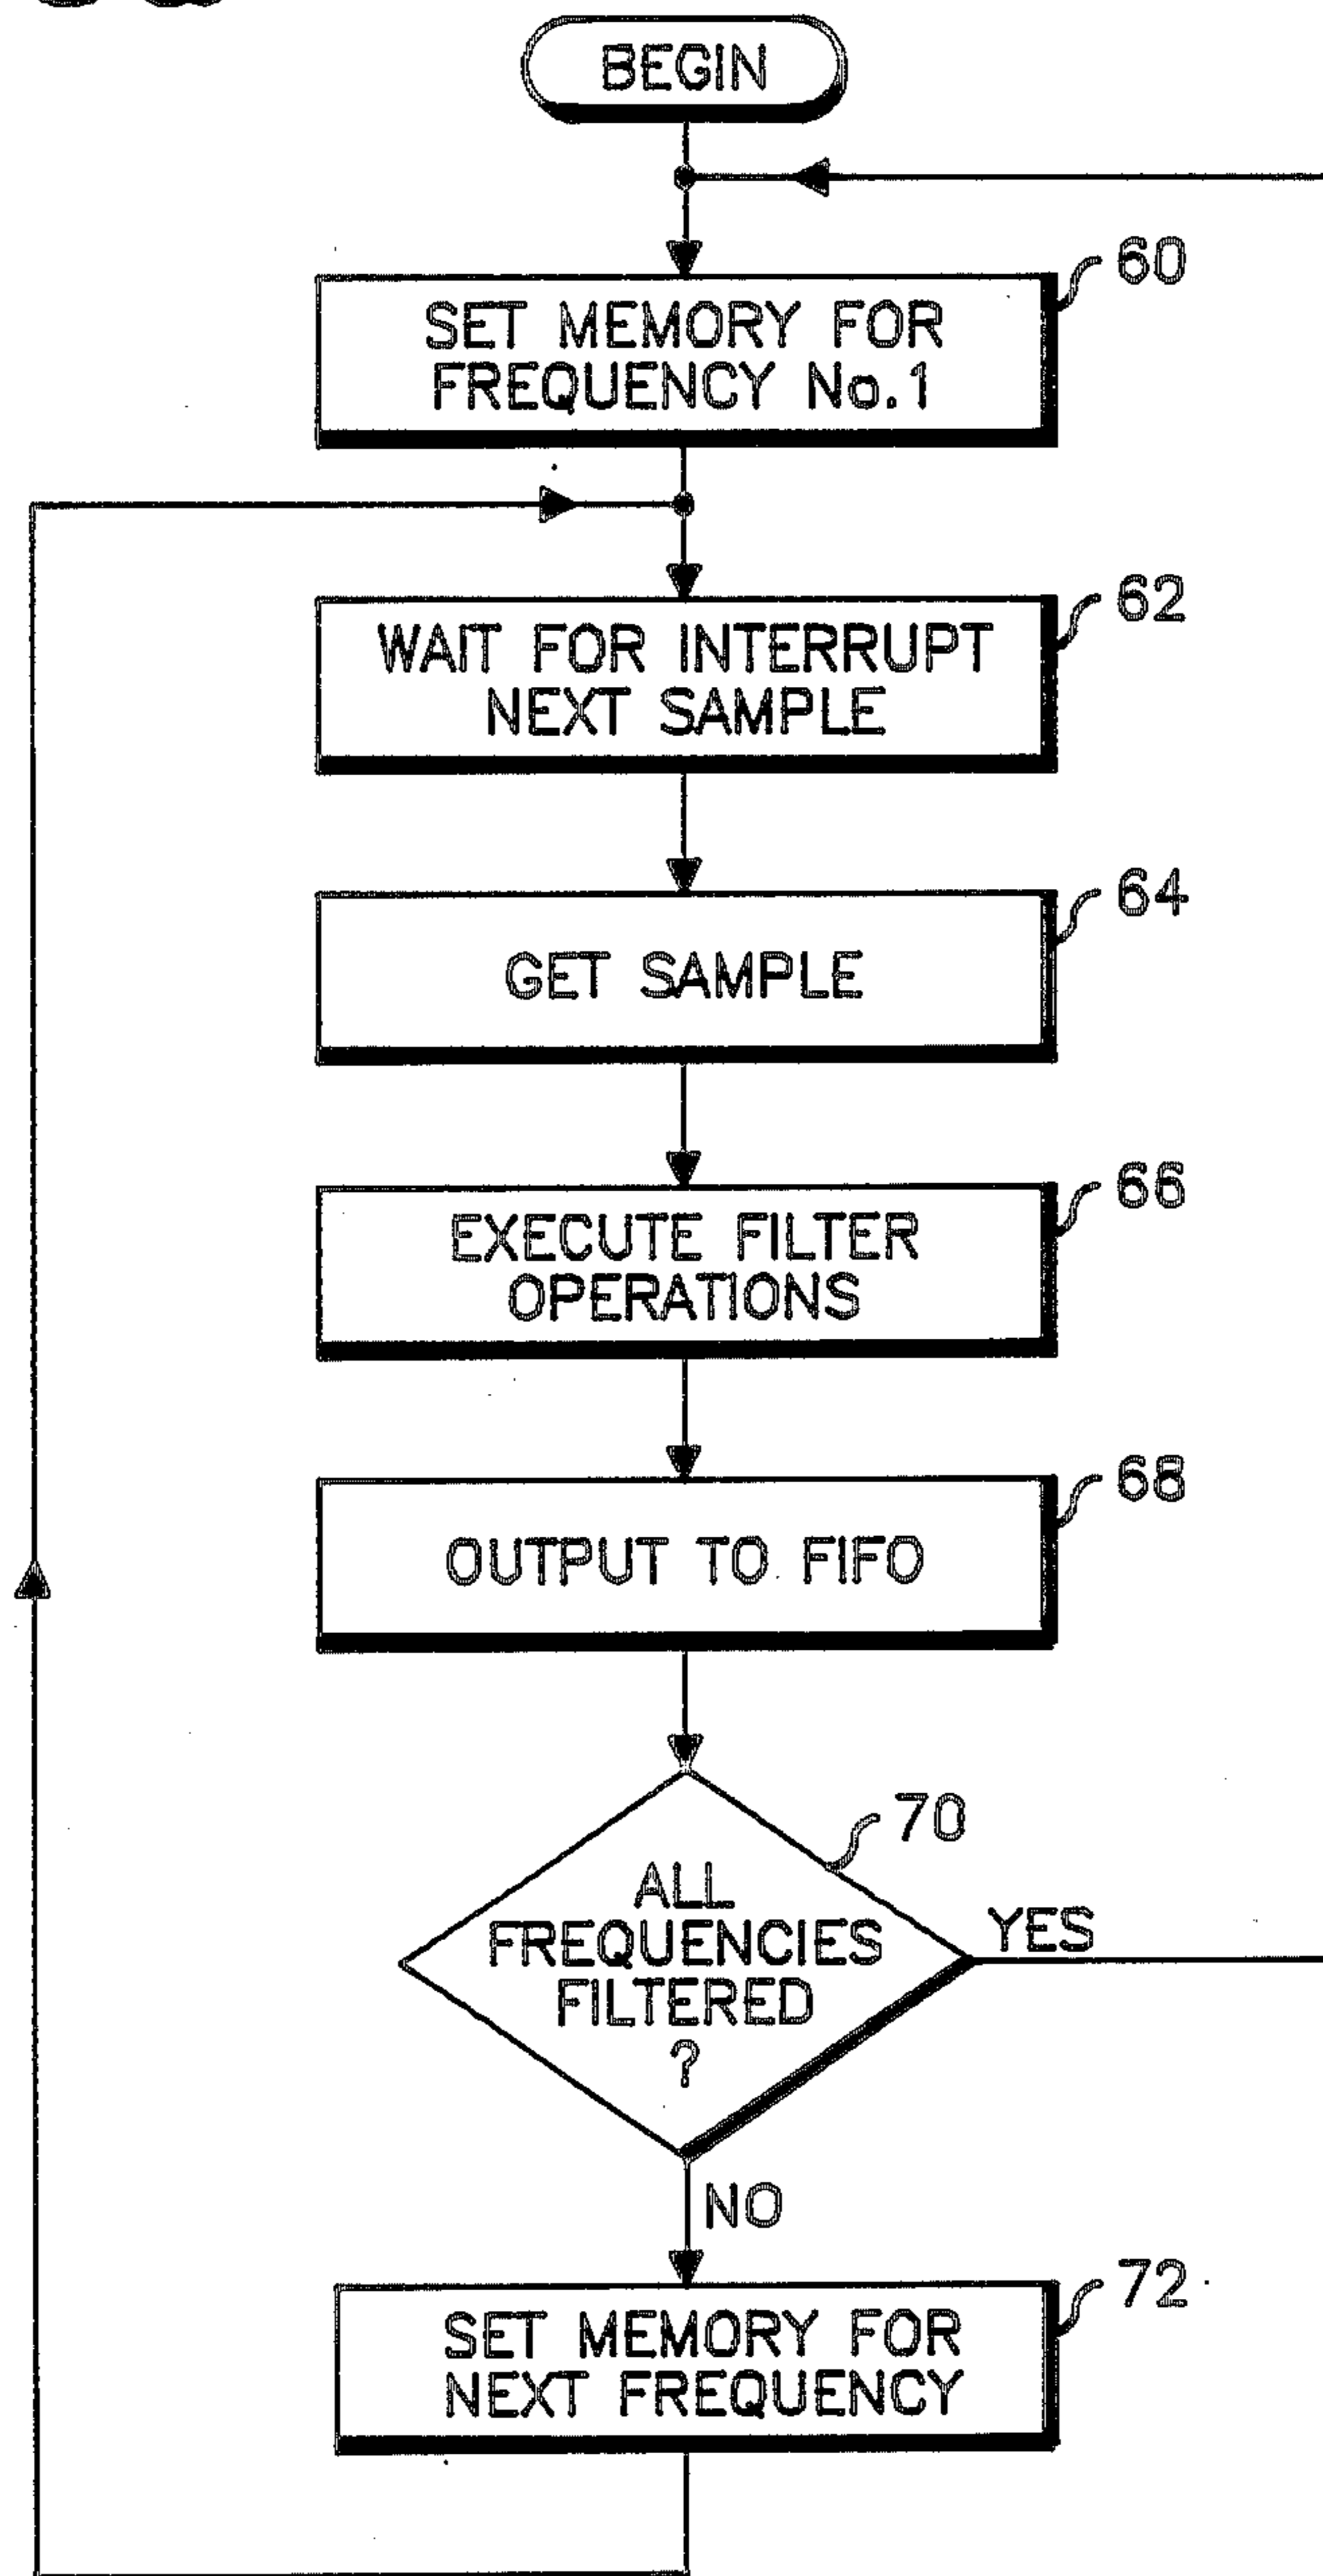 BEGIN
60
SET MEMORY FOR
FREQUENCY No.1
62
WAIT FOR INTERRUPT
NEXT SAMPLE
64
GET SAMPLE
66
EXECUTE FILTER
OPERATIONS
68
OUTPUT TO FIFO
70
ALL
FREQUENCIES
FILTERED
?
YES
NO
72
SET MEMORY FOR
NEXT FREQUENCY